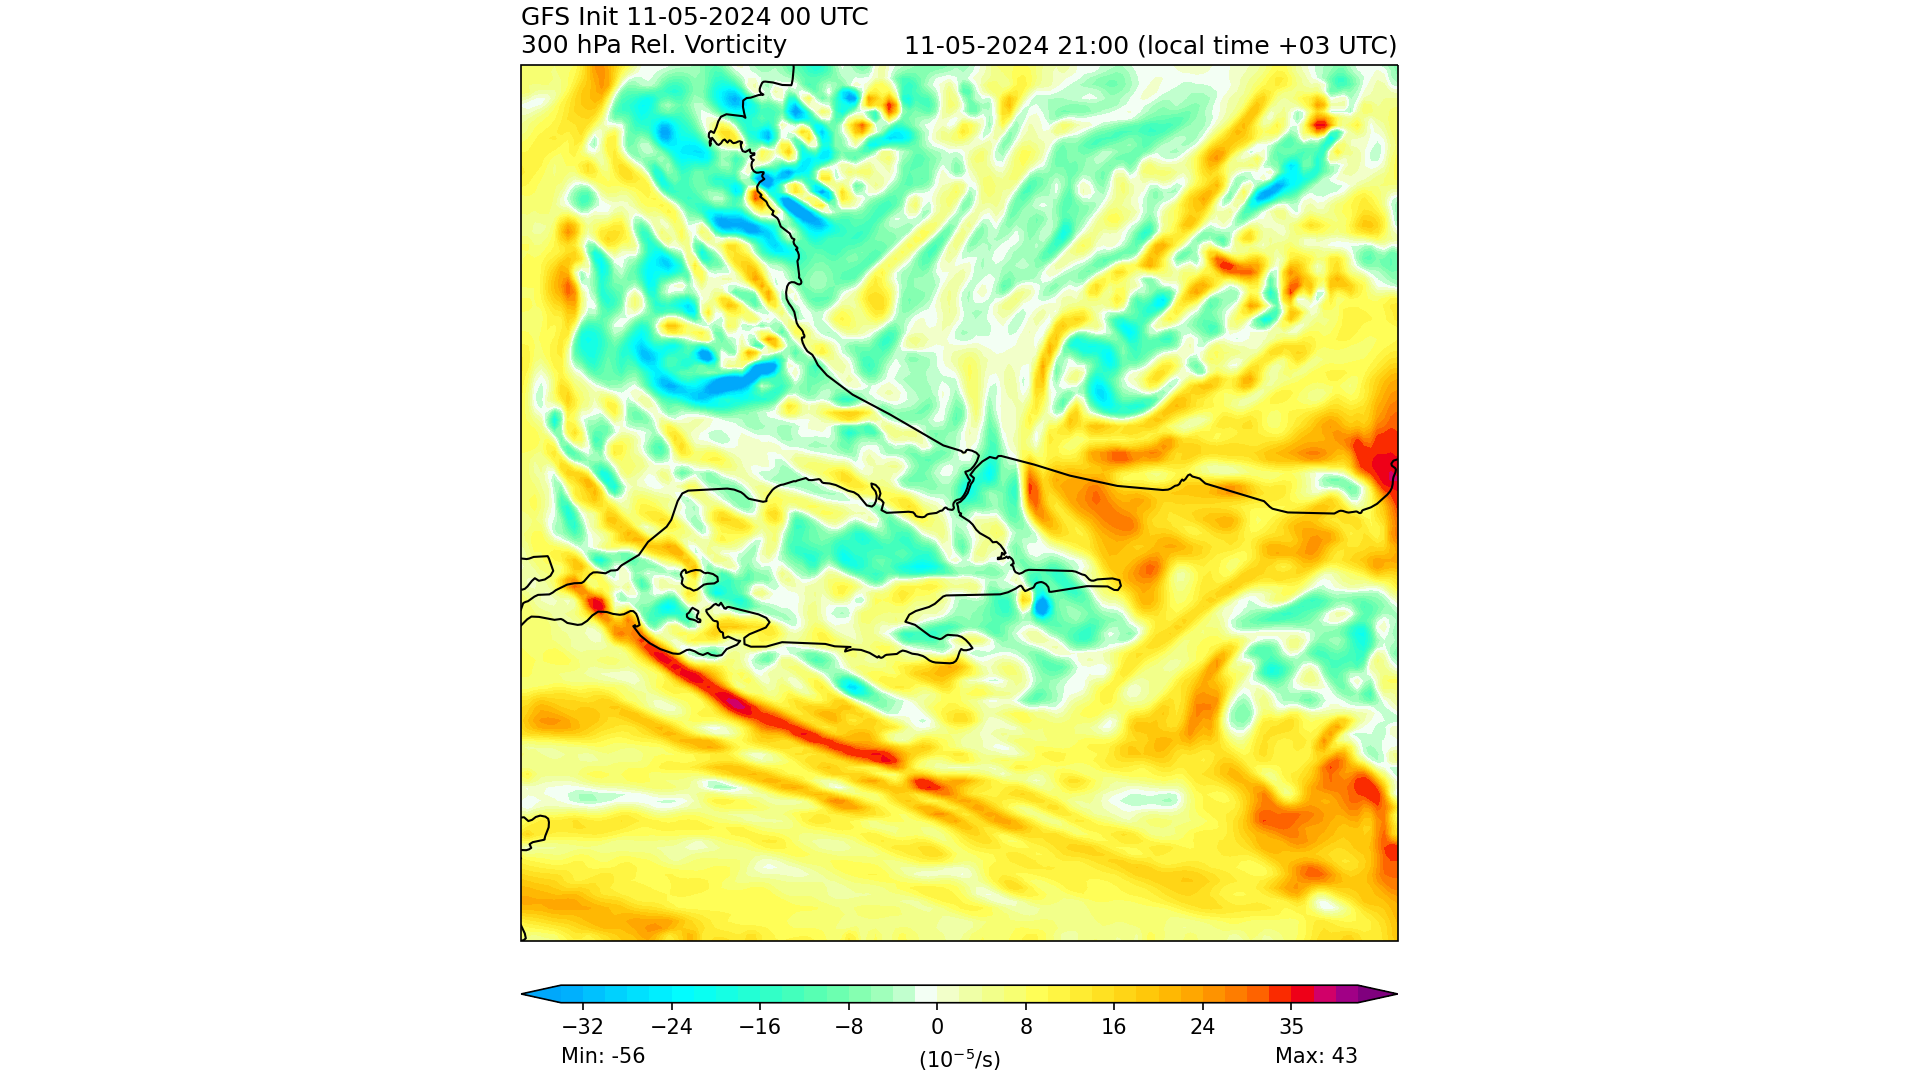 GFS Init 11-05-2024 00 UTC
300 hPa Rel. Vorticity
11-05-2024 21:00 (local time +03 UTC)
−32 −24 −16 −8 0 8 16 24 35
Min: -56
(10⁻⁵/s)
Max: 43